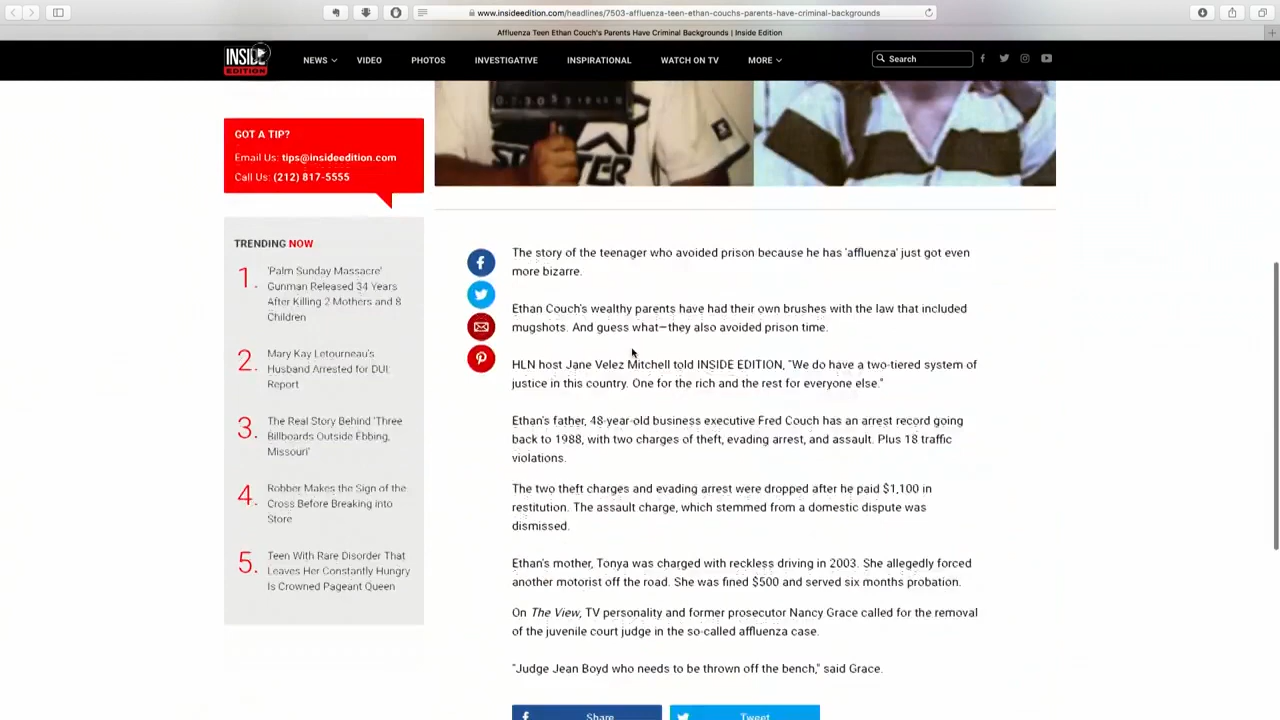 www.insideedition.com/headlines/7503-affluenza-teen-ethan-couchs-parents-have-criminal-backgrounds
Affluenza Teen Ethan Couch's Parents Have Criminal Backgrounds | Inside Edition
INSIDE EDITION
NEWS
VIDEO
PHOTOS
INVESTIGATIVE
INSPIRATIONAL
WATCH ON TV
MORE
Search
GOT A TIP?
Email Us: tips@insideedition.com
Call Us: (212) 817-5555
TRENDING NOW
1.
'Palm Sunday Massacre'
Gunman Released 34 Years
After Killing 2 Mothers and 8
Children
2.
Mary Kay Letourneau's
Husband Arrested for DUI:
Report
3.
The Real Story Behind 'Three
Billboards Outside Ebbing,
Missouri'
4.
Robber Makes the Sign of the
Cross Before Breaking into
Store
5.
Teen With Rare Disorder That
Leaves Her Constantly Hungry
Is Crowned Pageant Queen
The story of the teenager who avoided prison because he has 'affluenza' just got even
more bizarre.
Ethan Couch's wealthy parents have had their own brushes with the law that included
mugshots. And guess what—they also avoided prison time.
HLN host Jane Velez Mitchell told INSIDE EDITION, "We do have a two-tiered system of
justice in this country. One for the rich and the rest for everyone else."
Ethan's father, 48-year-old business executive Fred Couch has an arrest record going
back to 1988, with two charges of theft, evading arrest, and assault. Plus 18 traffic
violations.
The two theft charges and evading arrest were dropped after he paid $1,100 in
restitution. The assault charge, which stemmed from a domestic dispute was
dismissed.
Ethan's mother, Tonya was charged with reckless driving in 2003. She allegedly forced
another motorist off the road. She was fined $500 and served six months probation.
On The View, TV personality and former prosecutor Nancy Grace called for the removal
of the juvenile court judge in the so-called affluenza case.
"Judge Jean Boyd who needs to be thrown off the bench," said Grace.
Share
Tweet